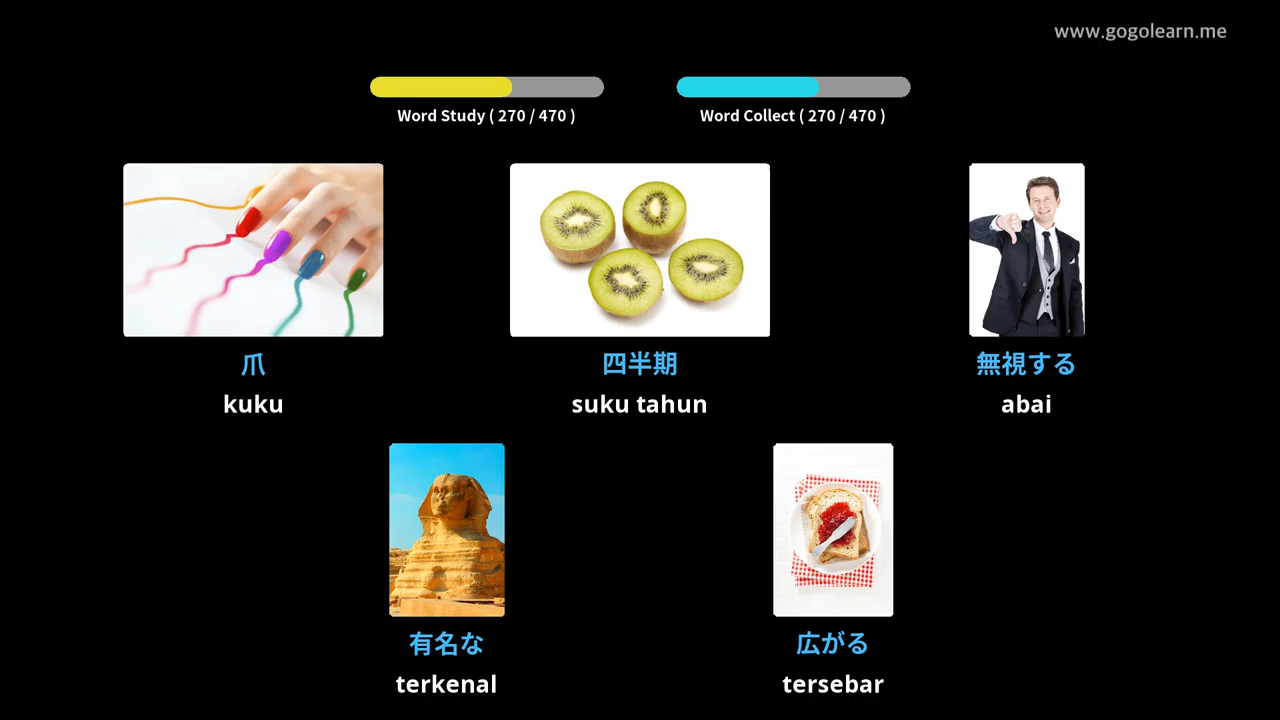 www.gogolearn.me
Word Study ( 270 / 470 )
Word Collect ( 270 / 470 )
爪
kuku
四半期
suku tahun
無視する
abai
有名な
terkenal
広がる
tersebar